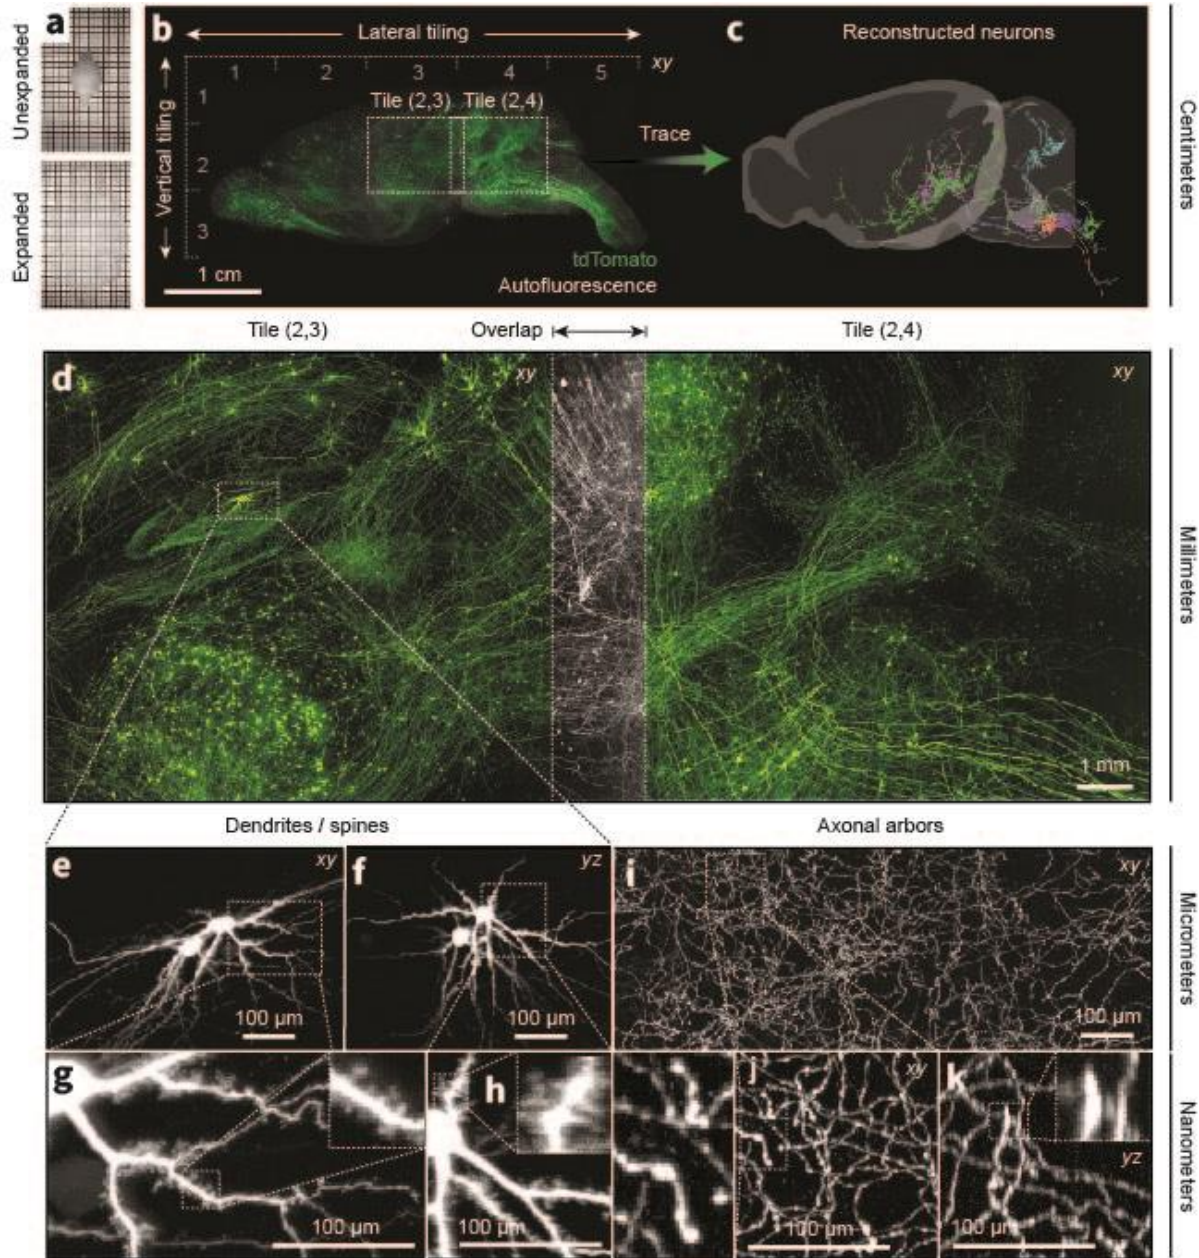 a
Unexpanded
Expanded
b
Lateral tiling
xy
1 2 3 4 5
Vertical tiling
1
2
3
Tile (2,3) Tile (2,4)
tdTomato
Autofluorescence
1 cm
Trace
c
Reconstructed neurons
Centimeters
Tile (2,3) Overlap Tile (2,4)
d
xy
xy
1 mm
Millimeters
Dendrites / spines Axonal arbors
e
xy
100 µm
f
yz
100 µm
i
xy
100 µm
Micrometers
g
100 µm
h
100 µm
j
xy
100 µm
k
yz
100 µm
Nanometers